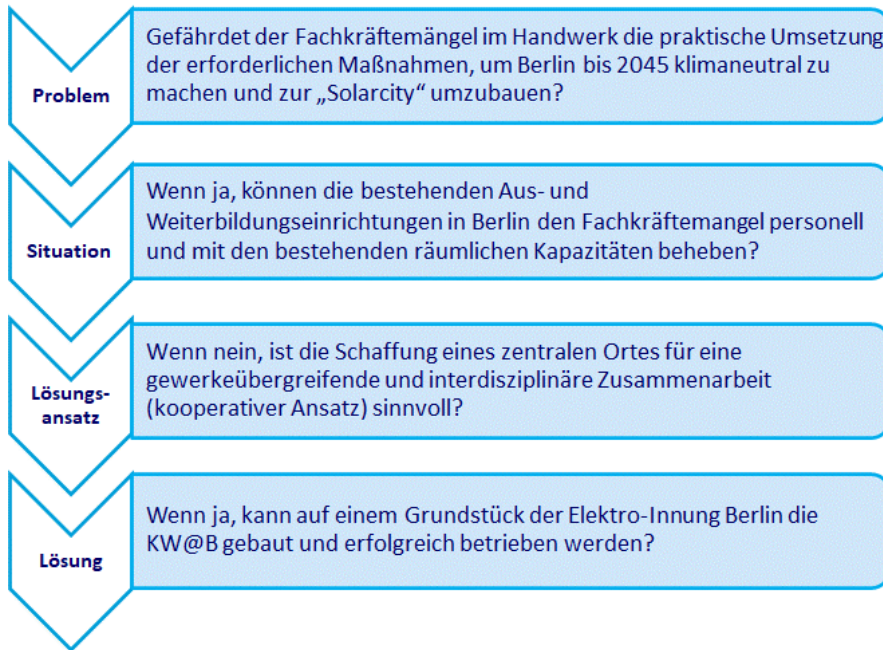 Problem
Gefährdet der Fachkräftemängel im Handwerk die praktische Umsetzung
der erforderlichen Maßnahmen, um Berlin bis 2045 klimaneutral zu
machen und zur „Solarcity“ umzubauen?
Situation
Wenn ja, können die bestehenden Aus- und
Weiterbildungseinrichtungen in Berlin den Fachkräftemangel personell
und mit den bestehenden räumlichen Kapazitäten beheben?
Lösungs-
ansatz
Wenn nein, ist die Schaffung eines zentralen Ortes für eine
gewerkeübergreifende und interdisziplinäre Zusammenarbeit
(kooperativer Ansatz) sinnvoll?
Lösung
Wenn ja, kann auf einem Grundstück der Elektro-Innung Berlin die
KW@B gebaut und erfolgreich betrieben werden?